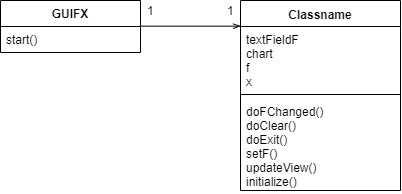 GUIFX
start()
1
1
Classname
textFieldF
chart
f
x
doFChanged()
doClear()
doExit()
setF()
updateView()
initialize()